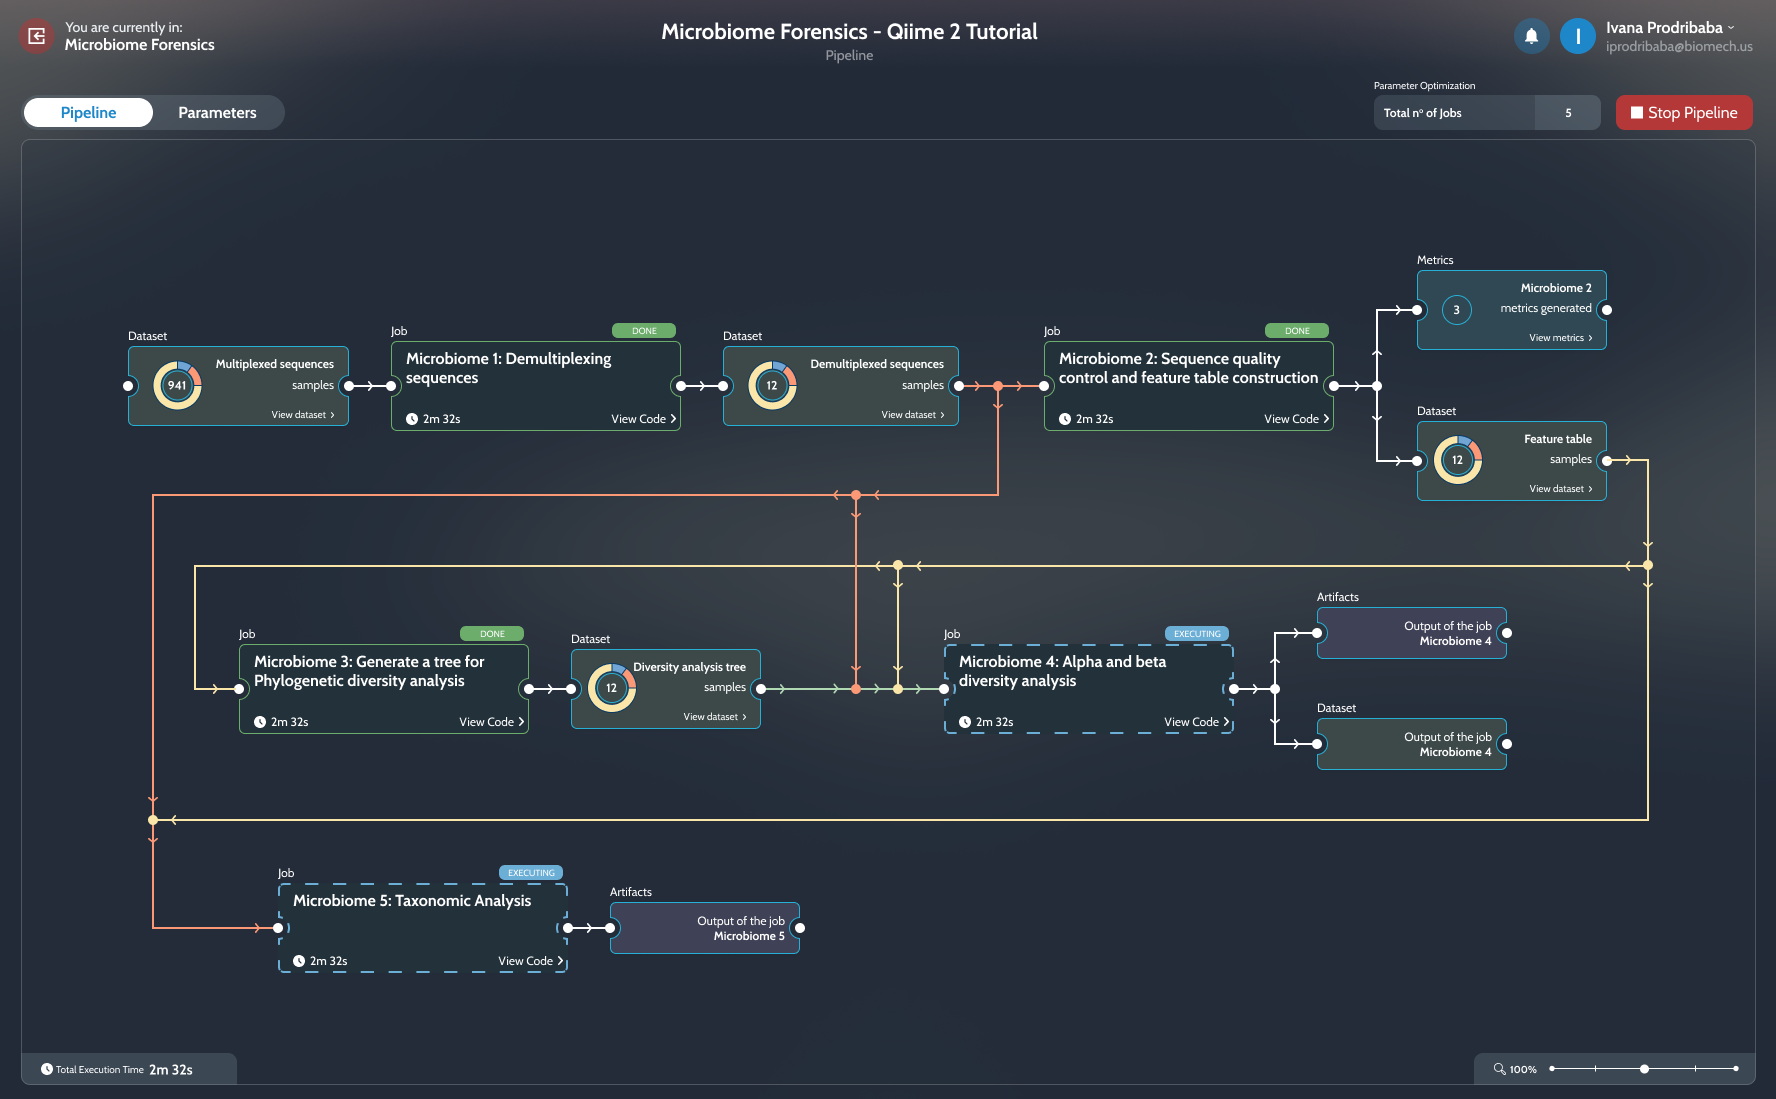 You are currently in:
Microbiome Forensics
Microbiome Forensics - Qiime 2 Tutorial
Pipeline
I
Ivana Prodribaba
iprodribaba@biomech.us
Pipeline
Parameters
Parameter Optimization
Total nº of Jobs
5
Stop Pipeline
Metrics
Microbiome 2
3
metrics generated
View metrics
Dataset
Multiplexed sequences
941
samples
View dataset
Job
DONE
Microbiome 1: Demultiplexing
sequences
2m 32s
View Code
Dataset
Demultiplexed sequences
12
samples
View dataset
Job
DONE
Microbiome 2: Sequence quality
control and feature table construction
2m 32s
View Code
Dataset
Feature table
12
samples
View dataset
Job
DONE
Microbiome 3: Generate a tree for
Phylogenetic diversity analysis
2m 32s
View Code
Dataset
Diversity analysis tree
12
samples
View dataset
Job
EXECUTING
Microbiome 4: Alpha and beta
diversity analysis
2m 32s
View Code
Artifacts
Output of the job
Microbiome 4
Dataset
Output of the job
Microbiome 4
Job
EXECUTING
Microbiome 5: Taxonomic Analysis
2m 32s
View Code
Artifacts
Output of the job
Microbiome 5
Total Execution Time 2m 32s
100%